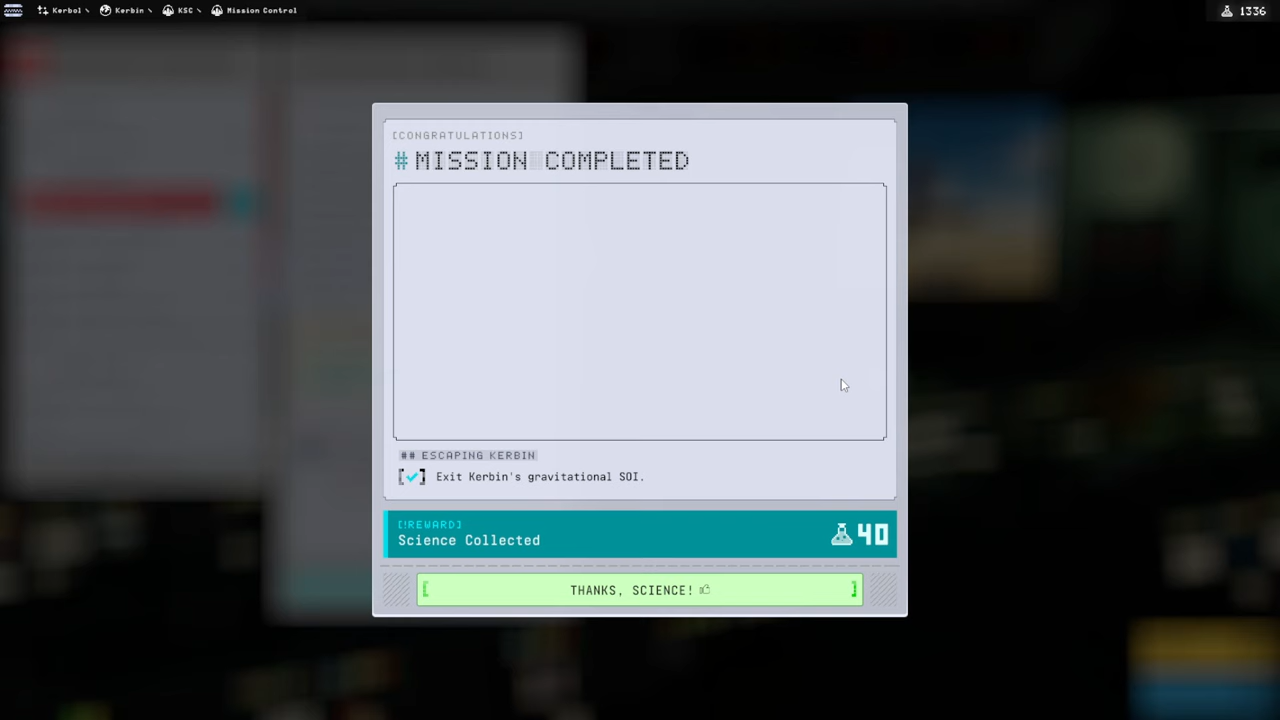 Kerbol Kerbin KSC Mission Control
1336
[CONGRATULATIONS]
# MISSION COMPLETED
## ESCAPING KERBIN
[✓] Exit Kerbin's gravitational SOI.
[!REWARD]
Science Collected
40
[ THANKS, SCIENCE! ]